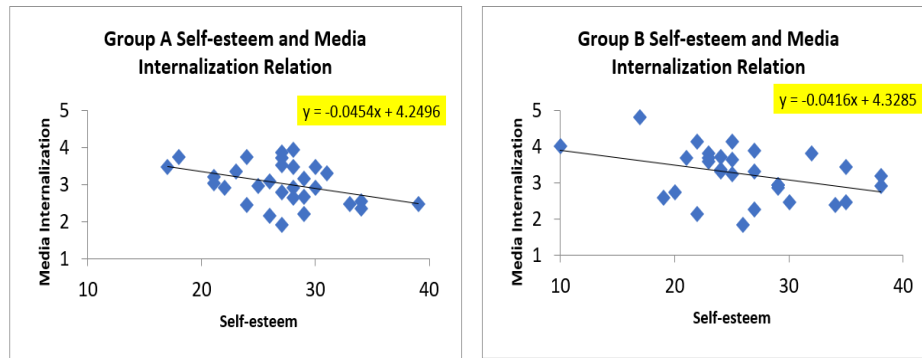 Group A Self-esteem and Media
Internalization Relation
y = -0.0454x + 4.2496
Media Internalization
5
4
3
2
1
10 20 30 40
Self-esteem
Group B Self-esteem and Media
Internalization Relation
y = -0.0416x + 4.3285
Media Internalization
5
4
3
2
1
10 20 30 40
Self-esteem